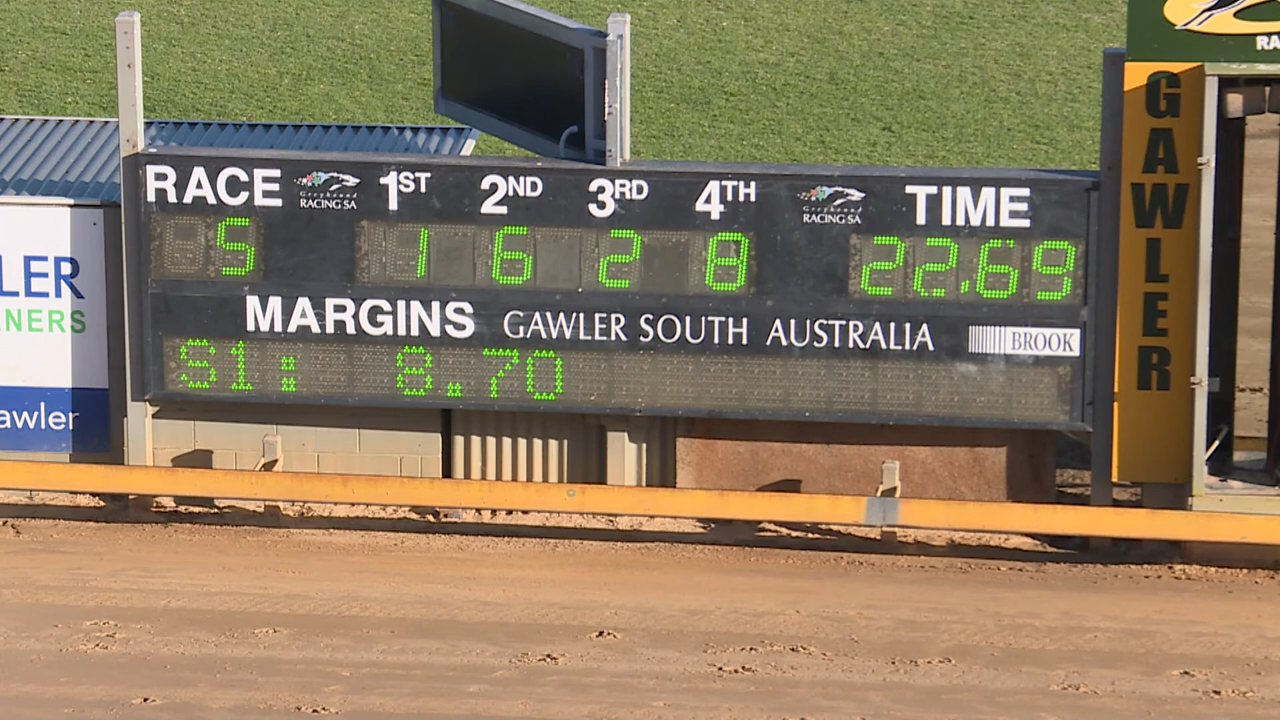 RA
GAWLER
RACE Greyhound RACING SA 1ST 2ND 3RD 4TH Greyhound RACING SA TIME
5 1 6 2 8 22.69
MARGINS GAWLER SOUTH AUSTRALIA BROOK
S1: 8.70
LER
NERS
awler